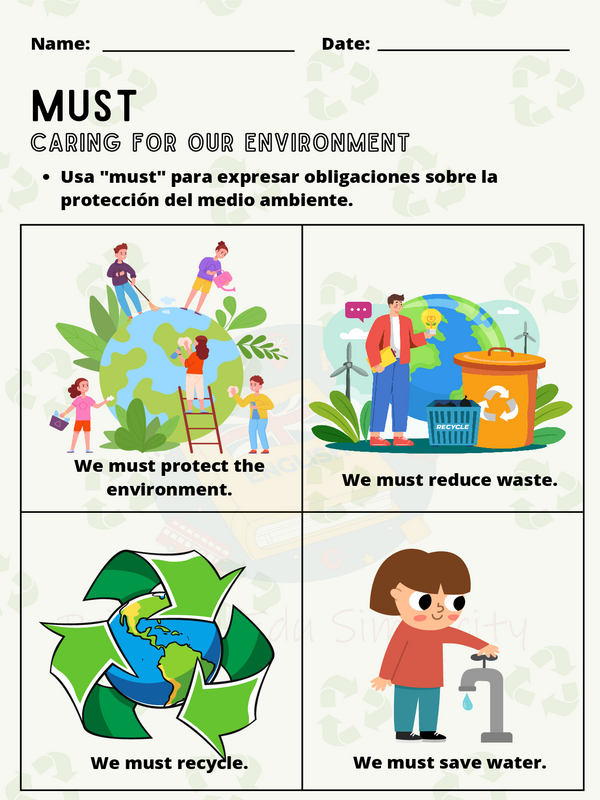 Name: Date:
MUST
CARING FOR OUR ENVIRONMENT
• Usa "must" para expresar obligaciones sobre la
protección del medio ambiente.
We must protect the
environment.
RECYCLE
We must reduce waste.
We must recycle.
We must save water.